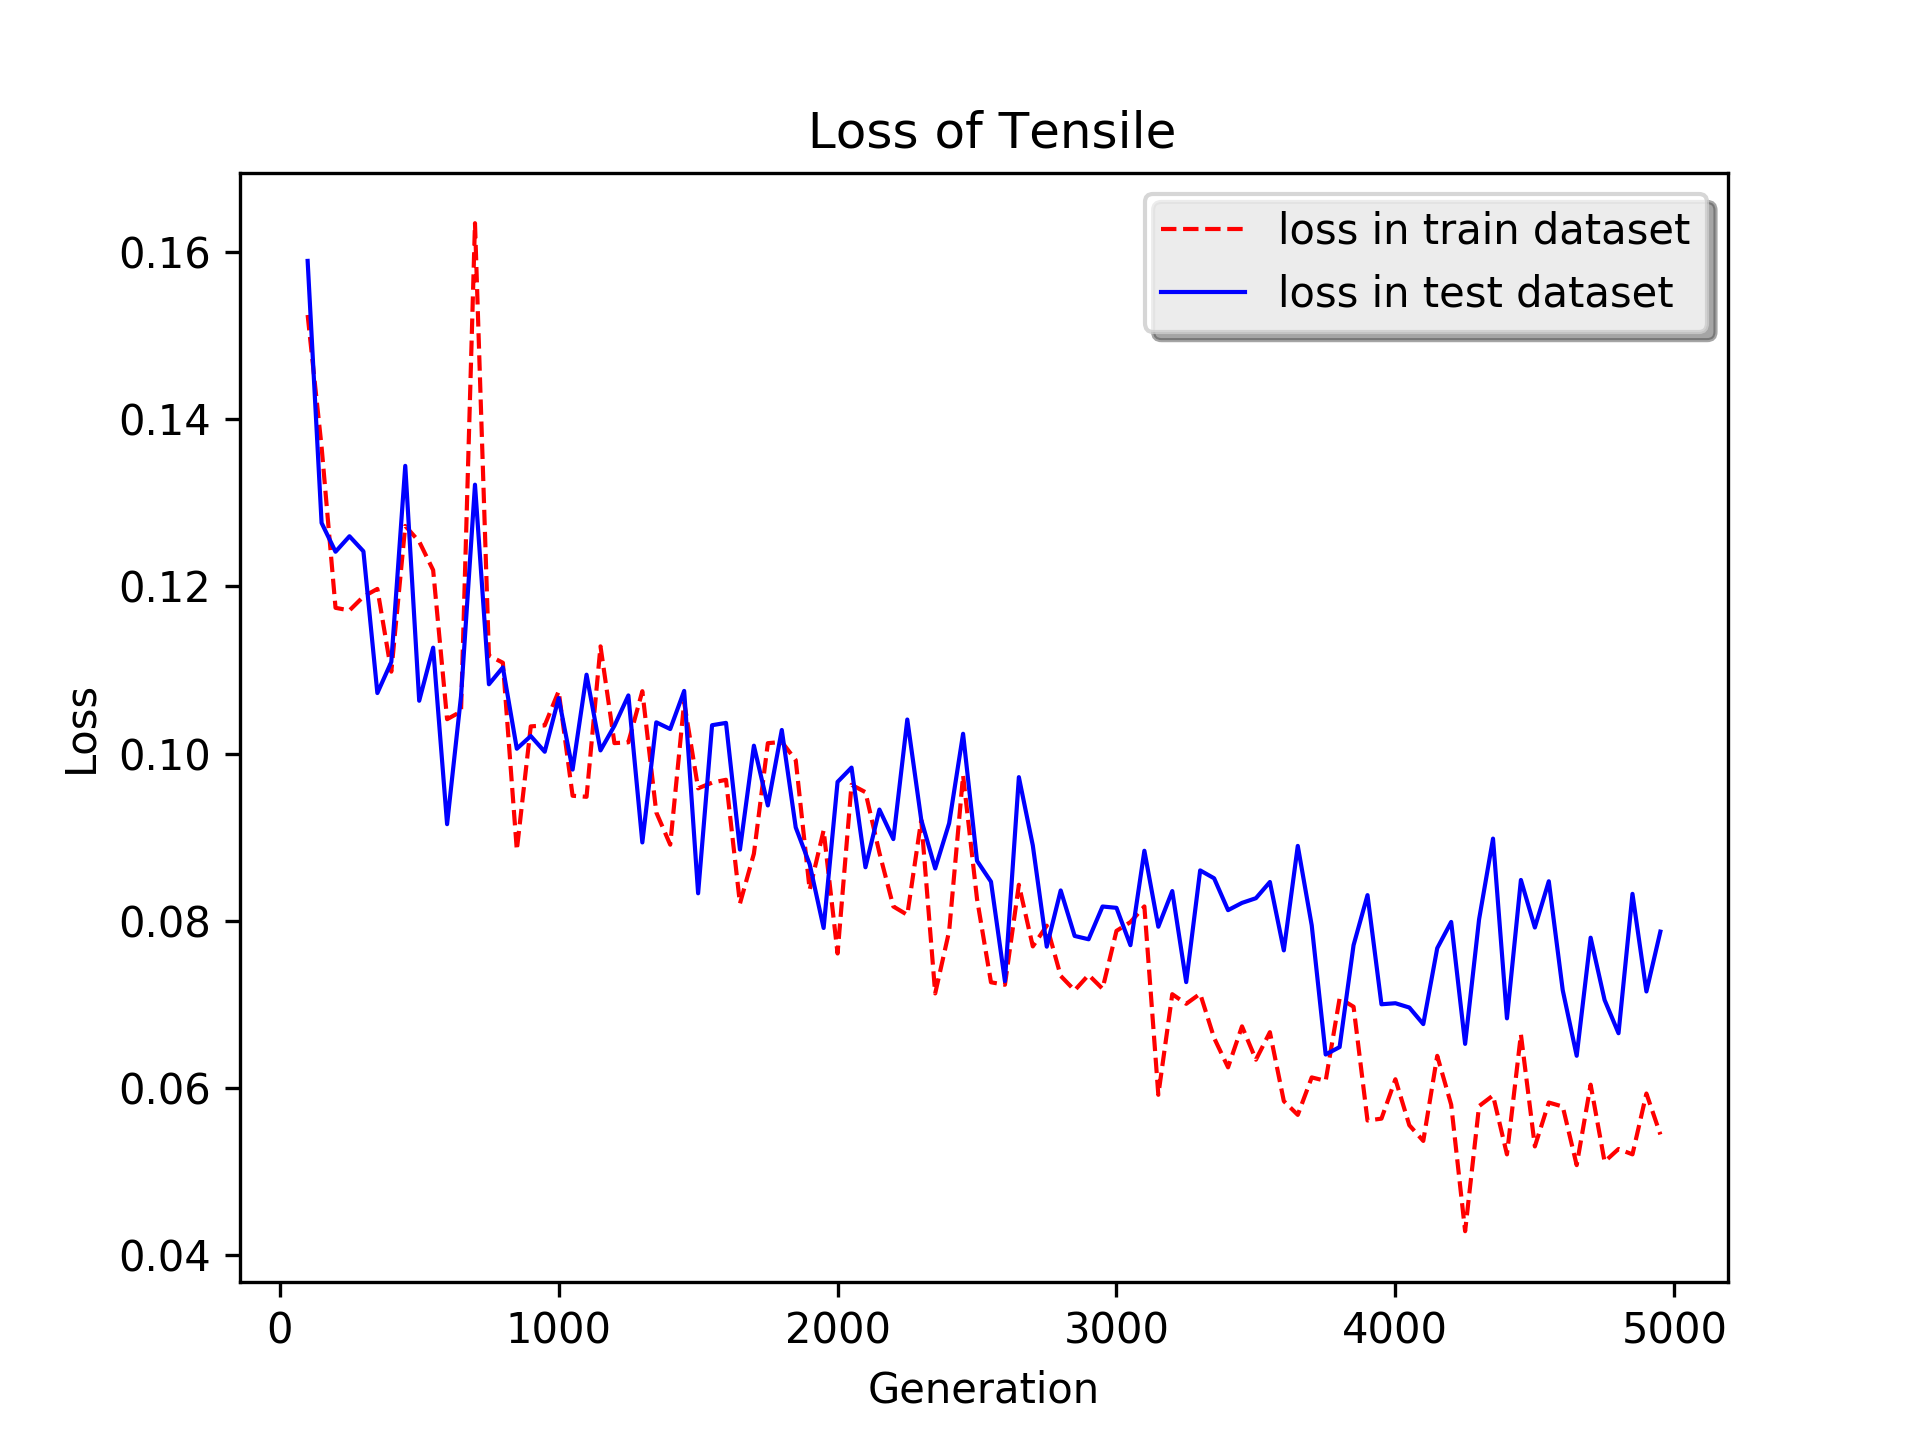 Loss of Tensile
loss in train dataset
loss in test dataset
0.16
0.14
0.12
0.10
0.08
0.06
0.04
Loss
0 1000 2000 3000 4000 5000
Generation